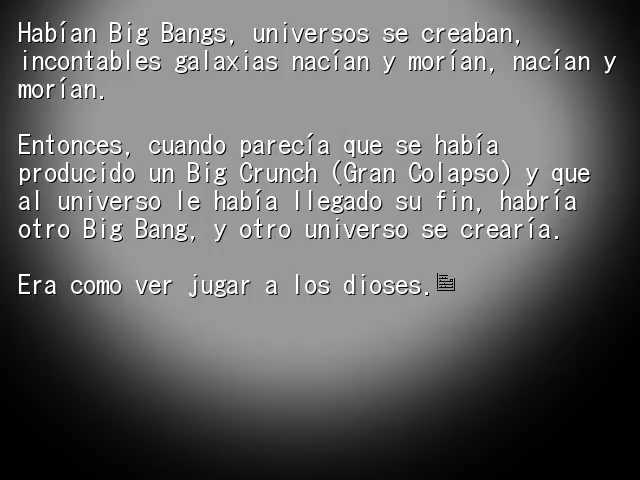 Habían Big Bangs, universos se creaban,
incontables galaxias nacían y morían, nacían y
morían.
Entonces, cuando parecía que se había
producido un Big Crunch (Gran Colapso) y que
al universo le había llegado su fin, habría
otro Big Bang, y otro universo se crearía.
Era como ver jugar a los dioses.